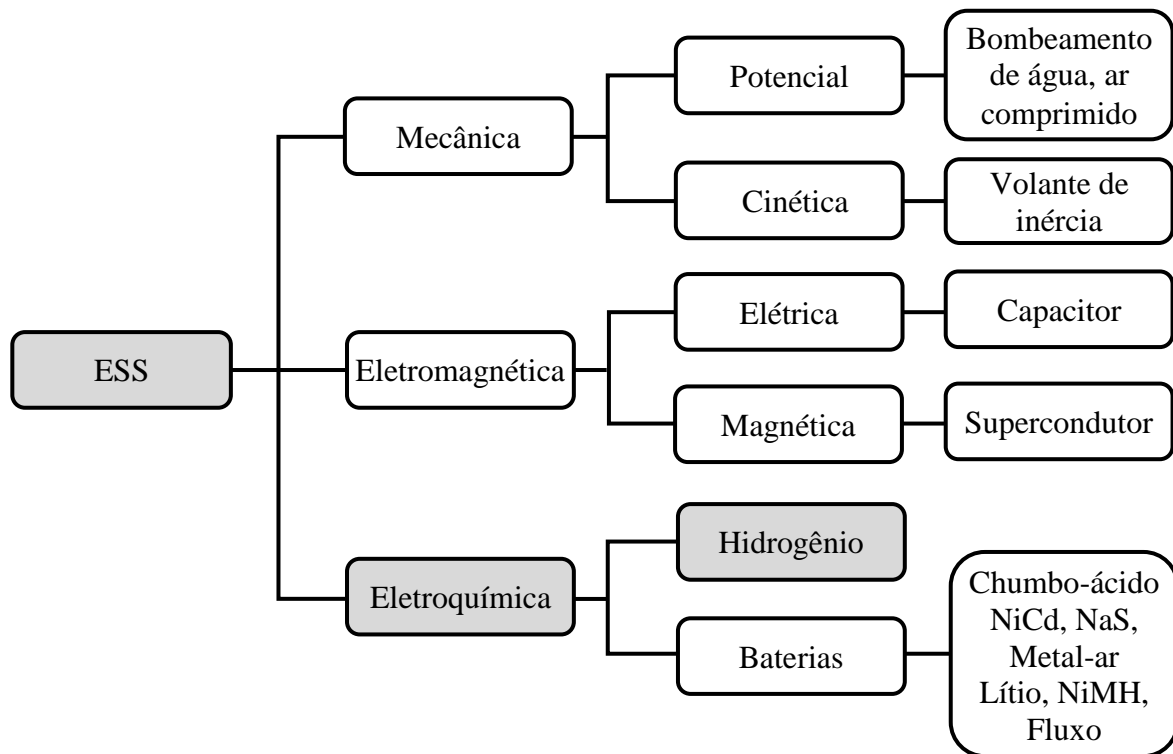 ESS
Mecânica
Potencial
Bombeamento
de água, ar
comprimido
Cinética
Volante de
inércia
Eletromagnética
Elétrica
Capacitor
Magnética
Supercondutor
Eletroquímica
Hidrogênio
Baterias
Chumbo-ácido
NiCd, NaS,
Metal-ar
Lítio, NiMH,
Fluxo